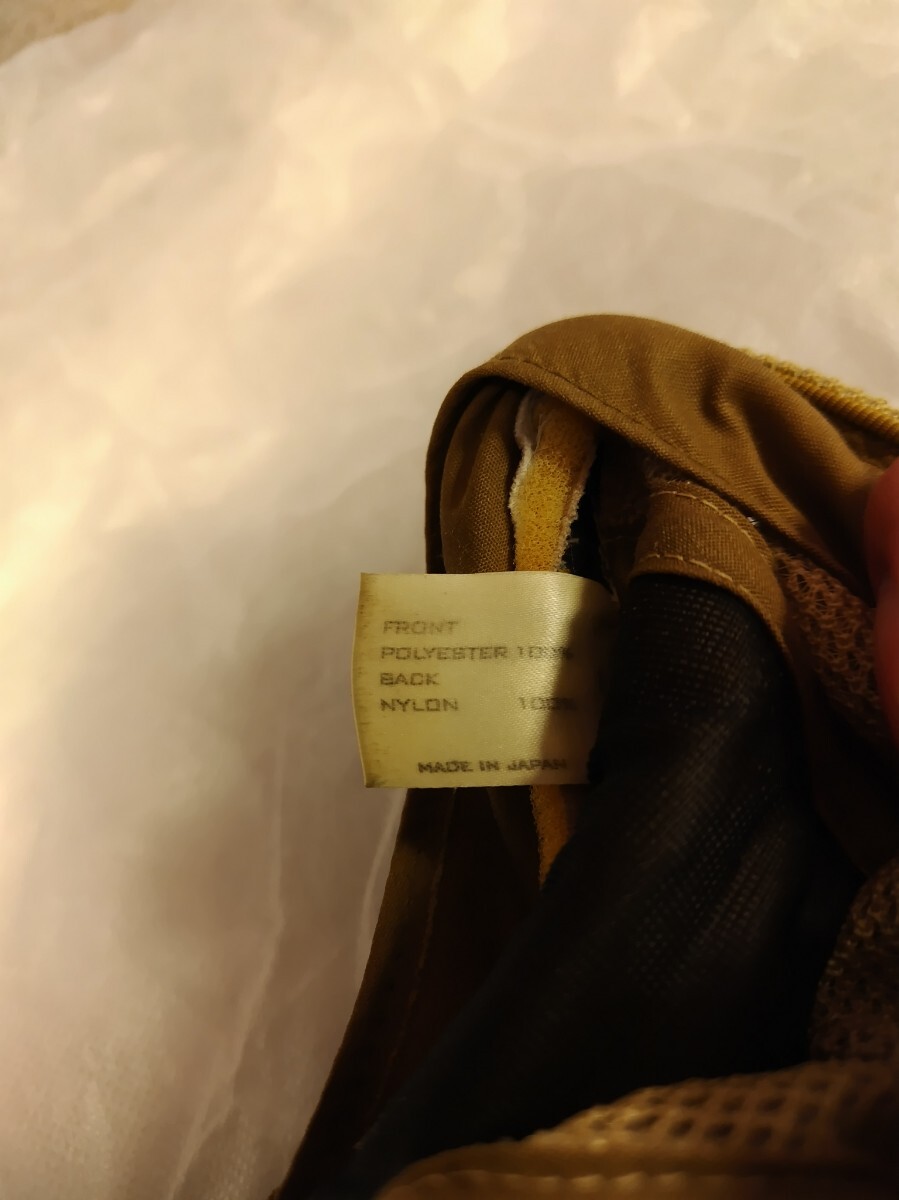 FRONT
POLYESTER 100%
BACK
NYLON 100%
MADE IN JAPAN